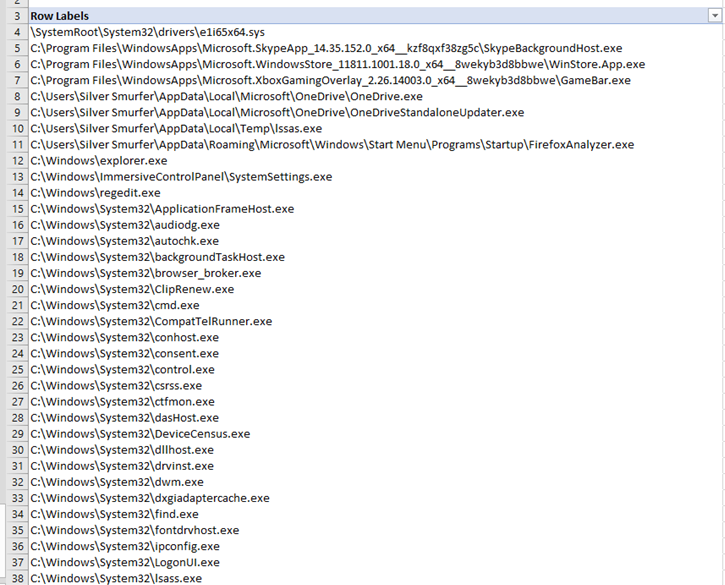 2
3 Row Labels
4 \SystemRoot\System32\drivers\e1i65x64.sys
5 C:\Program Files\WindowsApps\Microsoft.SkypeApp_14.35.152.0_x64__kzf8qxf38zg5c\SkypeBackgroundHost.exe
6 C:\Program Files\WindowsApps\Microsoft.WindowsStore_11811.1001.18.0_x64__8wekyb3d8bbwe\WinStore.App.exe
7 C:\Program Files\WindowsApps\Microsoft.XboxGamingOverlay_2.26.14003.0_x64__8wekyb3d8bbwe\GameBar.exe
8 C:\Users\Silver Smurfer\AppData\Local\Microsoft\OneDrive\OneDrive.exe
9 C:\Users\Silver Smurfer\AppData\Local\Microsoft\OneDrive\OneDriveStandaloneUpdater.exe
10 C:\Users\Silver Smurfer\AppData\Local\Temp\lssas.exe
11 C:\Users\Silver Smurfer\AppData\Roaming\Microsoft\Windows\Start Menu\Programs\Startup\FirefoxAnalyzer.exe
12 C:\Windows\explorer.exe
13 C:\Windows\ImmersiveControlPanel\SystemSettings.exe
14 C:\Windows\regedit.exe
15 C:\Windows\System32\ApplicationFrameHost.exe
16 C:\Windows\System32\audiodg.exe
17 C:\Windows\System32\autochk.exe
18 C:\Windows\System32\backgroundTaskHost.exe
19 C:\Windows\System32\browser_broker.exe
20 C:\Windows\System32\ClipRenew.exe
21 C:\Windows\System32\cmd.exe
22 C:\Windows\System32\CompatTelRunner.exe
23 C:\Windows\System32\conhost.exe
24 C:\Windows\System32\consent.exe
25 C:\Windows\System32\control.exe
26 C:\Windows\System32\csrss.exe
27 C:\Windows\System32\ctfmon.exe
28 C:\Windows\System32\dasHost.exe
29 C:\Windows\System32\DeviceCensus.exe
30 C:\Windows\System32\dllhost.exe
31 C:\Windows\System32\drvinst.exe
32 C:\Windows\System32\dwm.exe
33 C:\Windows\System32\dxgiadaptercache.exe
34 C:\Windows\System32\find.exe
35 C:\Windows\System32\fontdrvhost.exe
36 C:\Windows\System32\ipconfig.exe
37 C:\Windows\System32\LogonUI.exe
38 C:\Windows\System32\lsass.exe